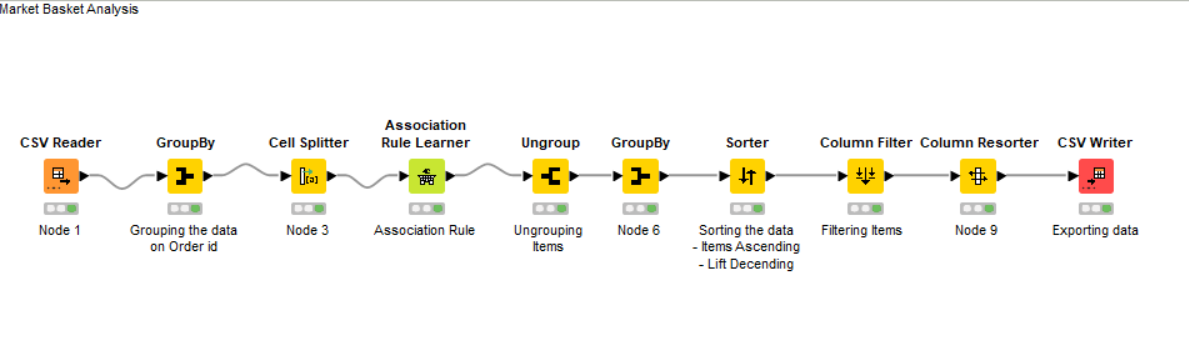 Market Basket Analysis
CSV Reader
GroupBy
Cell Splitter
Association
Rule Learner
Ungroup
GroupBy
Sorter
Column Filter
Column Resorter
CSV Writer
[a]
Node 1
Grouping the data
on Order id
Node 3
Association Rule
Ungrouping
Items
Node 6
Sorting the data
- Items Ascending
- Lift Decending
Filtering Items
Node 9
Exporting data